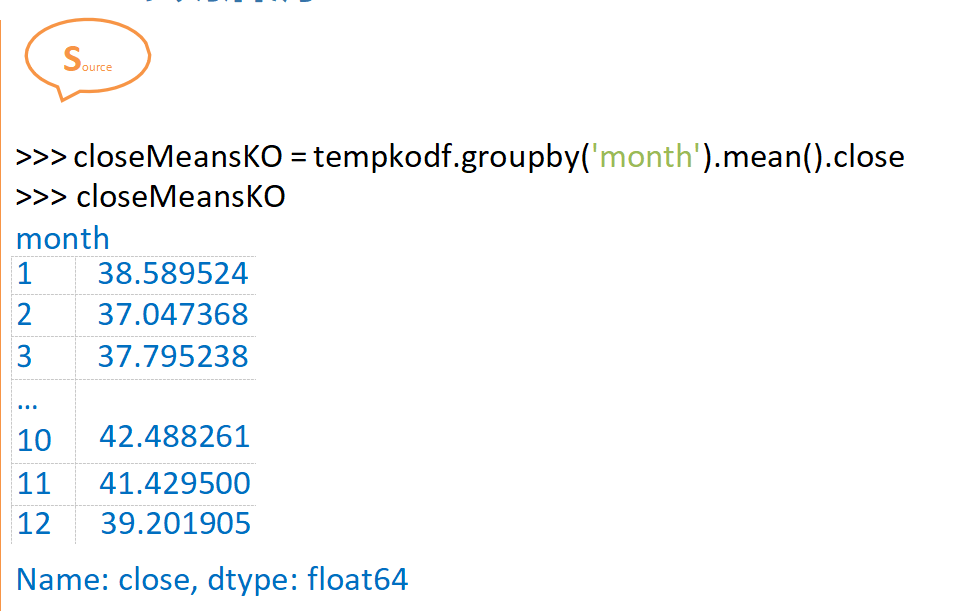 Source
>>> closeMeansKO = tempkodf.groupby('month').mean().close
>>> closeMeansKO
month
1 38.589524
2 37.047368
3 37.795238
...
10 42.488261
11 41.429500
12 39.201905
Name: close, dtype: float64